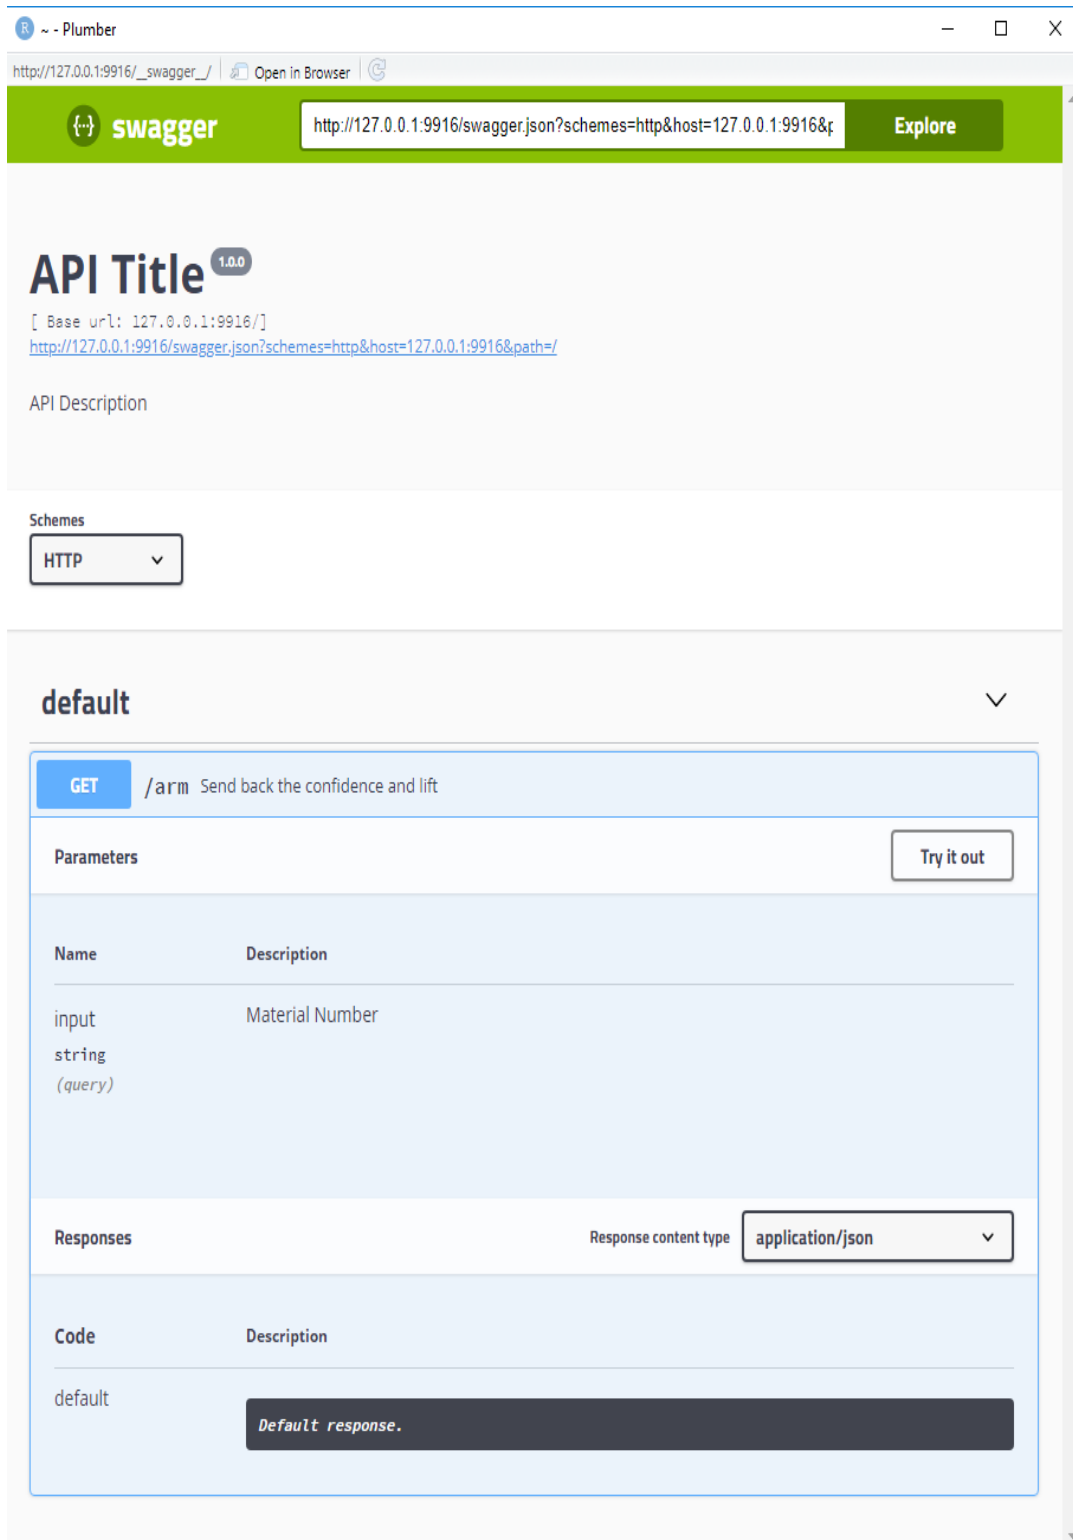 R ~ - Plumber
http://127.0.0.1:9916/__swagger__/ Open in Browser
{···} swagger http://127.0.0.1:9916/swagger.json?schemes=http&host=127.0.0.1:9916&p Explore
API Title 1.0.0
[ Base url: 127.0.0.1:9916/]
http://127.0.0.1:9916/swagger.json?schemes=http&host=127.0.0.1:9916&path=/
API Description
Schemes
HTTP
default
GET /arm Send back the confidence and lift
Parameters Try it out
Name Description
input Material Number
string
(query)
Responses Response content type application/json
Code Description
default
Default response.